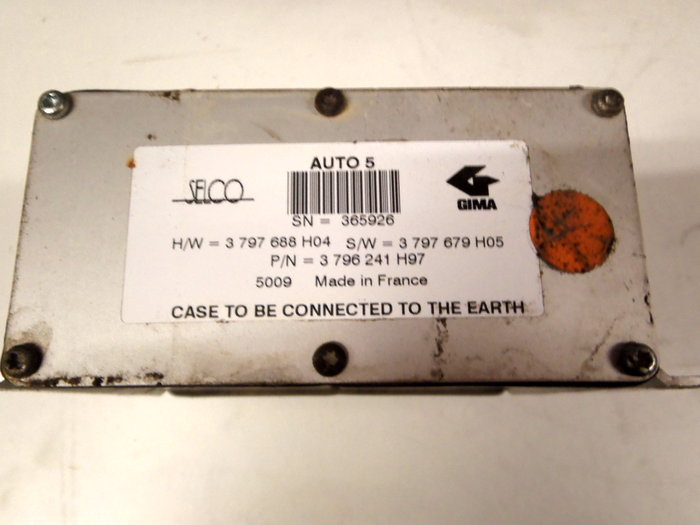 AUTO 5
SELCO
GIMA
SN = 365926
H/W = 3 797 688 H04 S/W = 3 797 679 H05
P/N = 3 796 241 H97
5009 Made in France
CASE TO BE CONNECTED TO THE EARTH